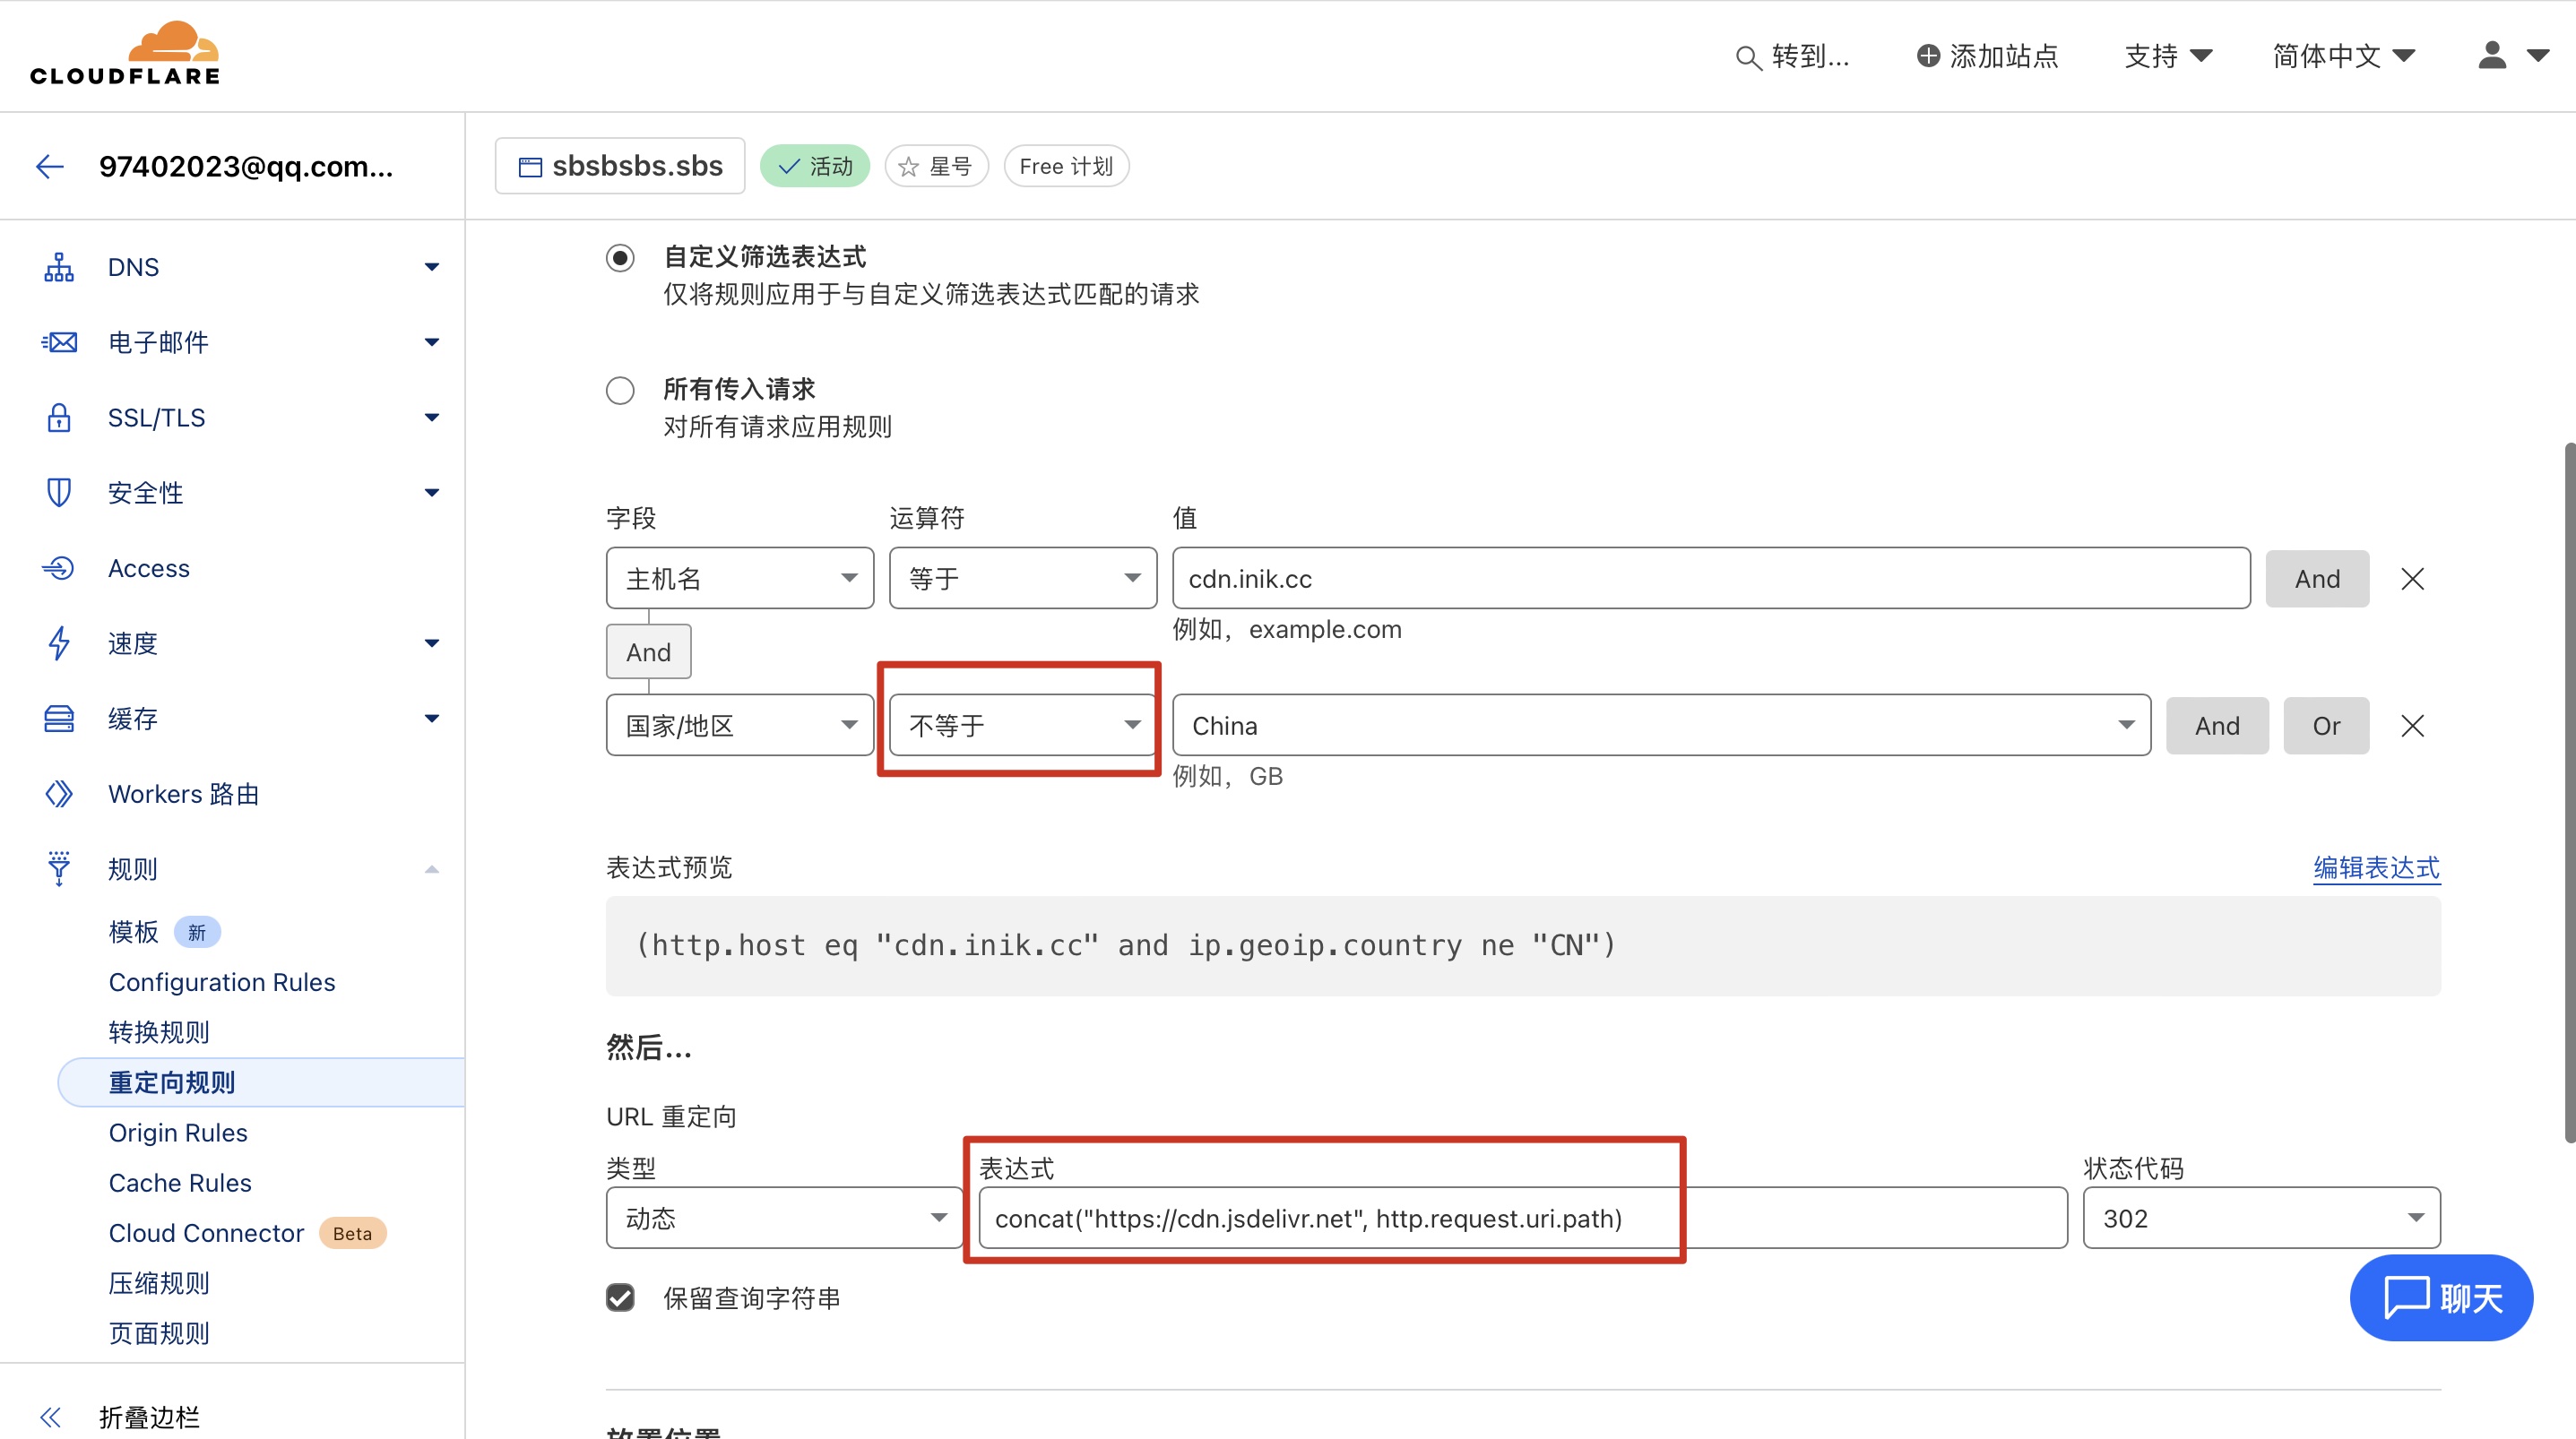 CLOUDFLARE
转到...
添加站点
支持
简体中文
97402023@qq.com...
sbsbsbs.sbs
活动
星号
Free 计划
DNS
电子邮件
SSL/TLS
安全性
Access
速度
缓存
Workers 路由
规则
模板 新
Configuration Rules
转换规则
重定向规则
Origin Rules
Cache Rules
Cloud Connector Beta
压缩规则
页面规则
折叠边栏
自定义筛选表达式
仅将规则应用于与自定义筛选表达式匹配的请求
所有传入请求
对所有请求应用规则
字段 运算符 值
主机名 等于 cdn.inik.cc And
例如，example.com
And
国家/地区 不等于 China And Or
例如，GB
表达式预览 编辑表达式
(http.host eq "cdn.inik.cc" and ip.geoip.country ne "CN")
然后...
URL 重定向
类型 表达式 状态代码
动态 concat("https://cdn.jsdelivr.net", http.request.uri.path) 302
保留查询字符串
聊天
放置位置